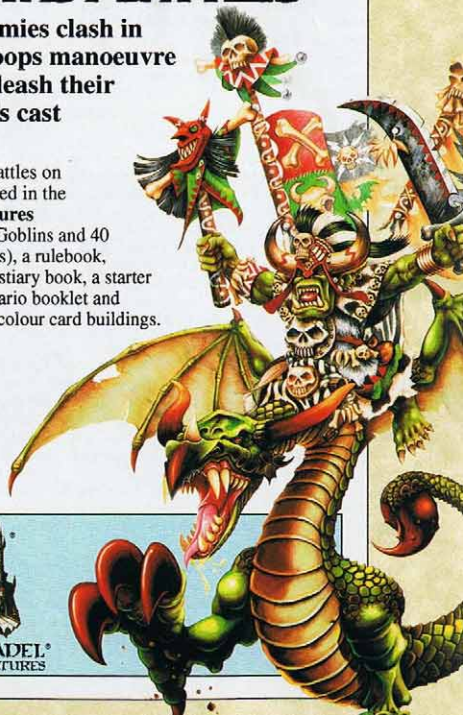 mies clash in
oops manoeuvre
leash their
s cast
attles on
ed in the
ures
Goblins and 40
s), a rulebook,
stiary book, a starter
ario booklet and
colour card buildings.
ADEL®
TURES